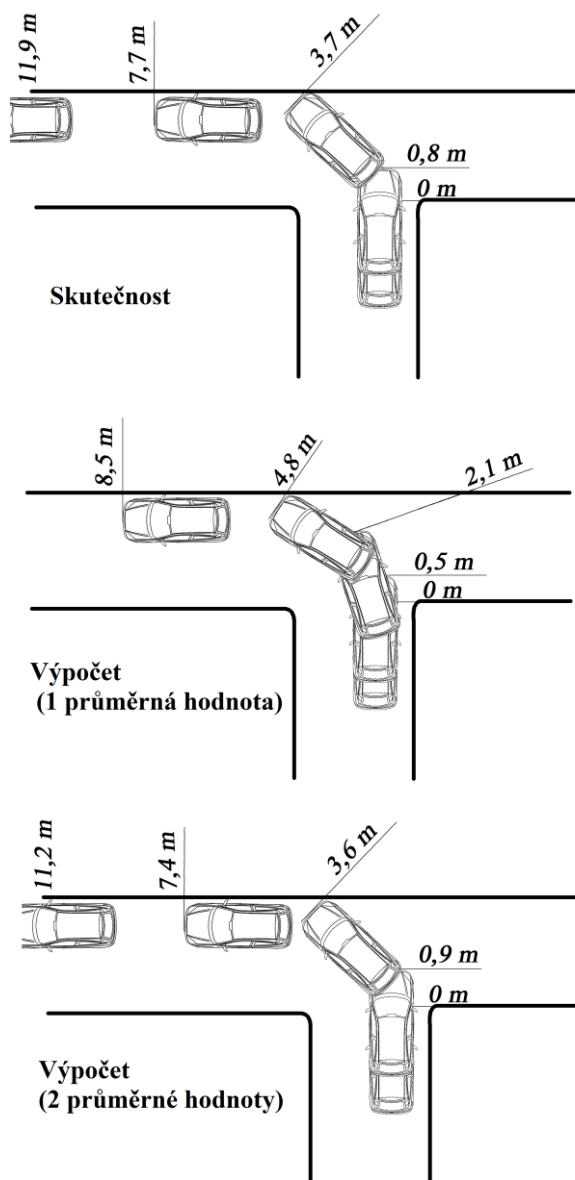 11,9 m
7,7 m
3,7 m
0,8 m
0 m
Skutečnost
8,5 m
4,8 m
2,1 m
0,5 m
0 m
Výpočet
(1 průměrná hodnota)
11,2 m
7,4 m
3,6 m
0,9 m
0 m
Výpočet
(2 průměrné hodnoty)